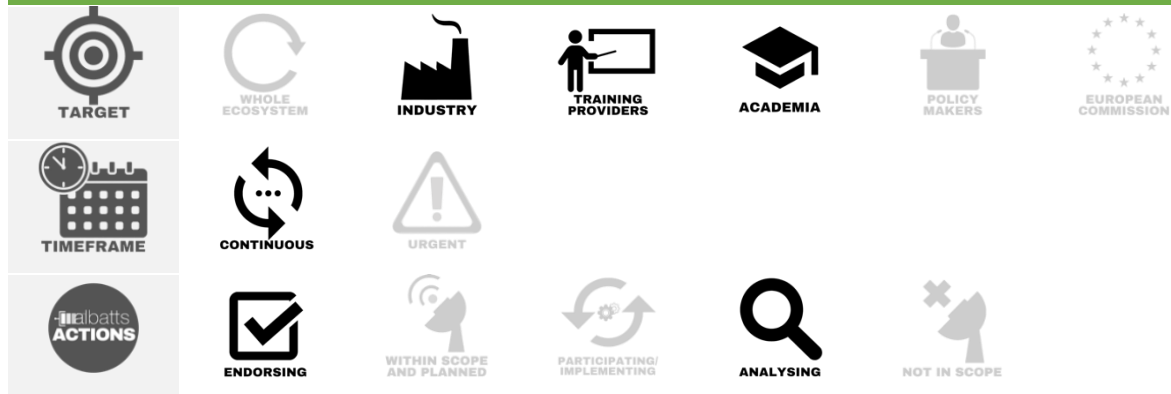 TARGET
WHOLE
ECOSYSTEM
INDUSTRY
TRAINING
PROVIDERS
ACADEMIA
POLICY
MAKERS
EUROPEAN
COMMISSION
TIMEFRAME
CONTINUOUS
URGENT
albatts
ACTIONS
ENDORSING
WITHIN SCOPE
AND PLANNED
PARTICIPATING/
IMPLEMENTING
ANALYSING
NOT IN SCOPE